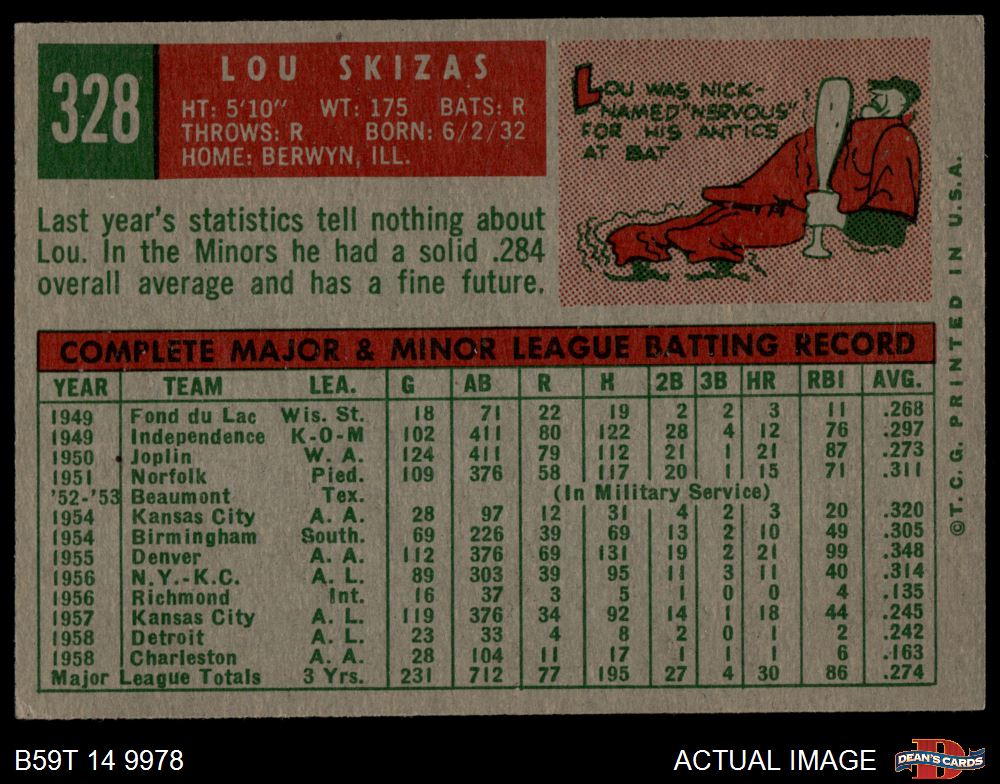 328
LOU SKIZAS
HT: 5'10" WT: 175 BATS: R
THROWS: R BORN: 6/2/32
HOME: BERWYN, ILL.
LOU WAS NICK-
NAMED "NERVOUS"
FOR HIS ANTICS
AT BAT
Last year's statistics tell nothing about
Lou. In the Minors he had a solid .284
overall average and has a fine future.
COMPLETE MAJOR & MINOR LEAGUE BATTING RECORD
YEAR TEAM LEA. G AB R H 2B 3B HR RBI AVG.
1949 Fond du Lac Wis. St. 18 71 22 19 2 2 3 11 .268
1949 Independence K-O-M 102 411 80 122 28 4 12 76 .297
1950 Joplin W. A. 124 411 79 112 21 1 21 87 .273
1951 Norfolk Pied. 109 376 58 117 20 1 15 71 .311
'52-'53 Beaumont Tex. (In Military Service)
1954 Kansas City A. A. 28 97 12 31 4 2 3 20 .320
1954 Birmingham South. 69 226 39 69 13 2 10 49 .305
1955 Denver A. A. 112 376 69 131 19 2 21 99 .348
1956 N.Y.-K.C. A. L. 89 303 39 95 11 3 11 40 .314
1956 Richmond Int. 16 37 3 5 1 0 0 4 .135
1957 Kansas City A. L. 119 376 34 92 14 1 18 44 .245
1958 Detroit A. L. 23 33 4 8 2 0 1 2 .242
1958 Charleston A. A. 28 104 11 17 1 1 1 6 .163
Major League Totals 3 Yrs. 231 712 77 195 27 4 30 86 .274
©T. C. G. PRINTED IN U.S.A.
B59T 14 9978
ACTUAL IMAGE
D
DEAN'S CARDS